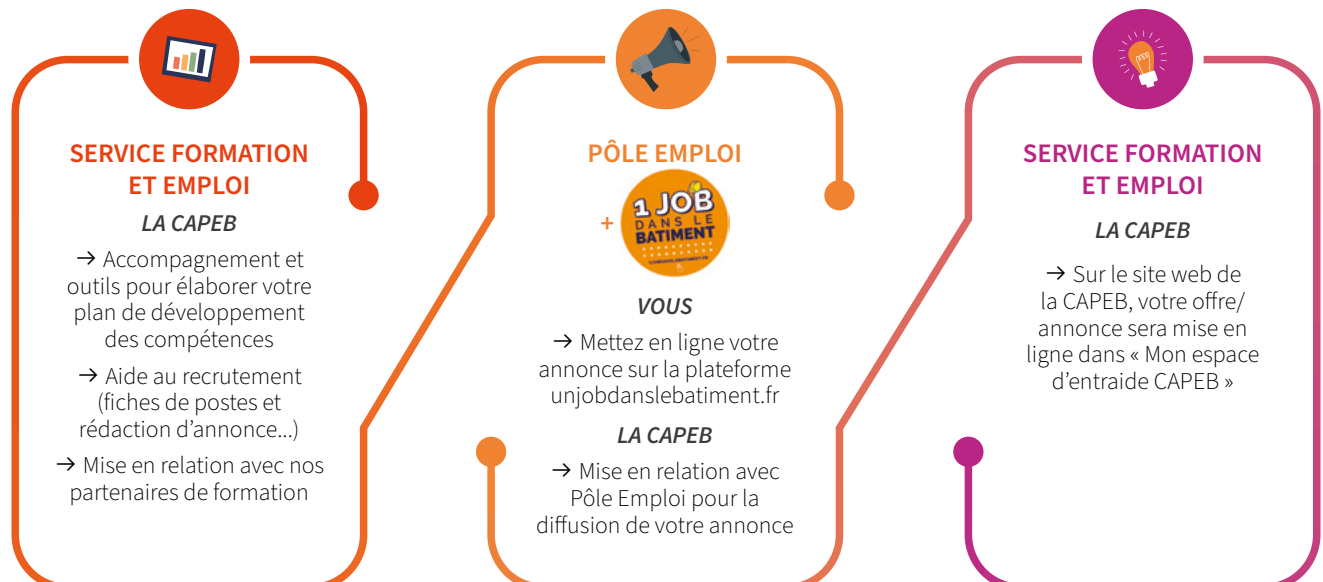 SERVICE FORMATION
ET EMPLOI
LA CAPEB
→ Accompagnement et
outils pour élaborer votre
plan de développement
des compétences
→ Aide au recrutement
(fiches de postes et
rédaction d’annonce...)
→ Mise en relation avec nos
partenaires de formation
PÔLE EMPLOI
+
1 JOB
DANS LE
BATIMENT
UNJOBDANSLEBATIMENT.FR
VOUS
→ Mettez en ligne votre
annonce sur la plateforme
unjobdanslebatiment.fr
LA CAPEB
→ Mise en relation avec
Pôle Emploi pour la
diffusion de votre annonce
SERVICE FORMATION
ET EMPLOI
LA CAPEB
→ Sur le site web de
la CAPEB, votre offre/
annonce sera mise en
ligne dans « Mon espace
d’entraide CAPEB »